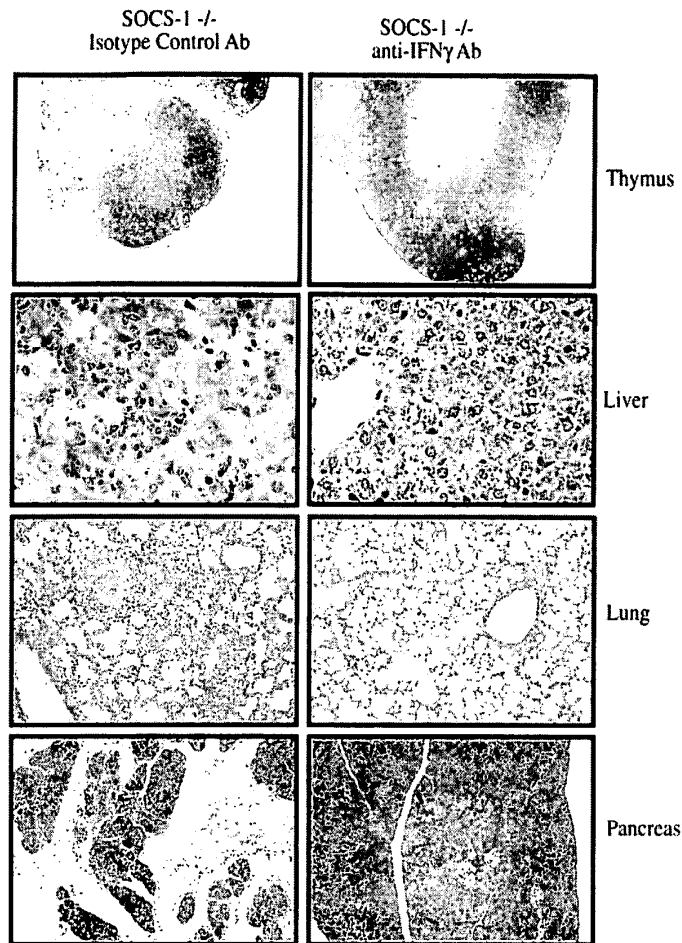 SOCS-1 -/-
Isotype Control Ab
SOCS-1 -/-
anti-IFNγ Ab
Thymus
Liver
Lung
Pancreas